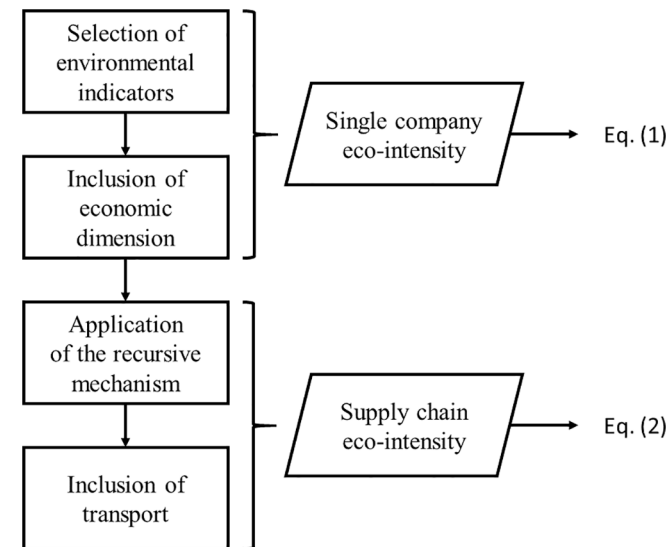 Selection of
environmental
indicators
Single company
eco-intensity
Eq. (1)
Inclusion of
economic
dimension
Application
of the recursive
mechanism
Supply chain
eco-intensity
Eq. (2)
Inclusion of
transport